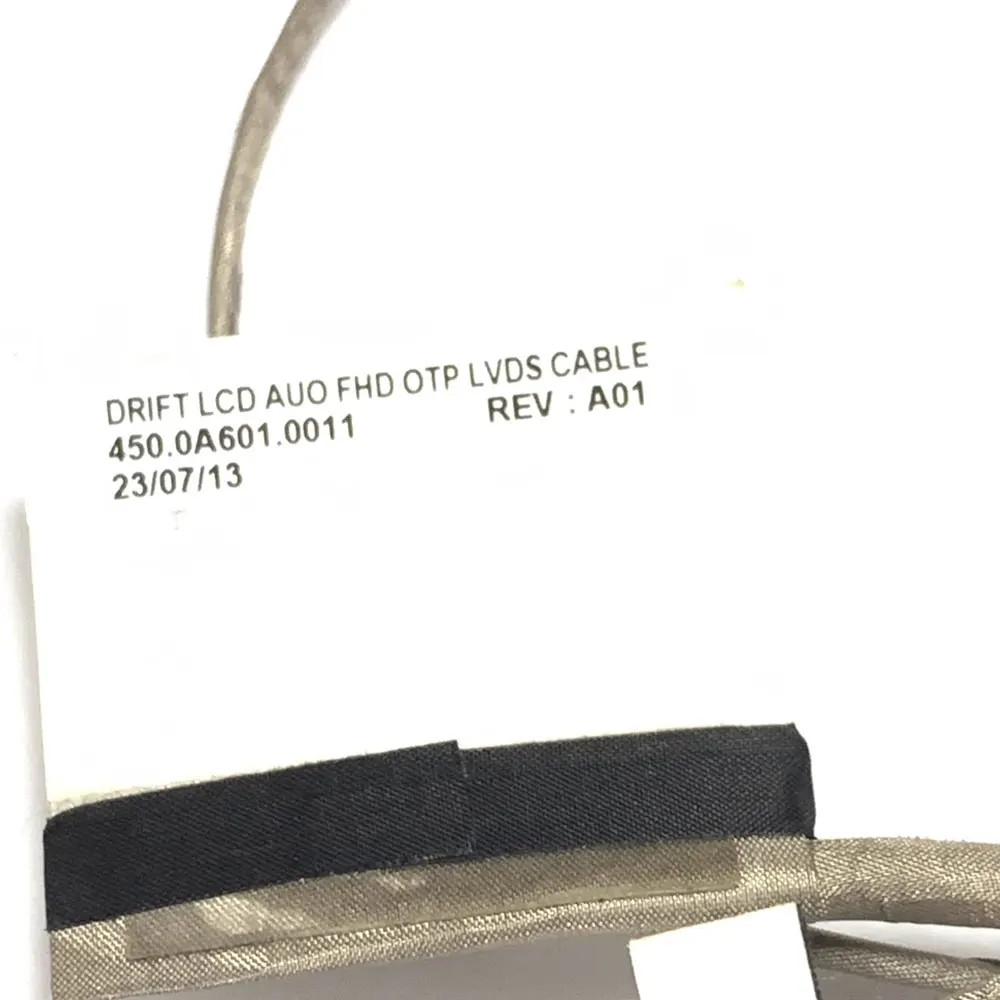 DRIFT LCD AUO FHD OTP LVDS CABLE
450.0A601.0011 REV : A01
23/07/13